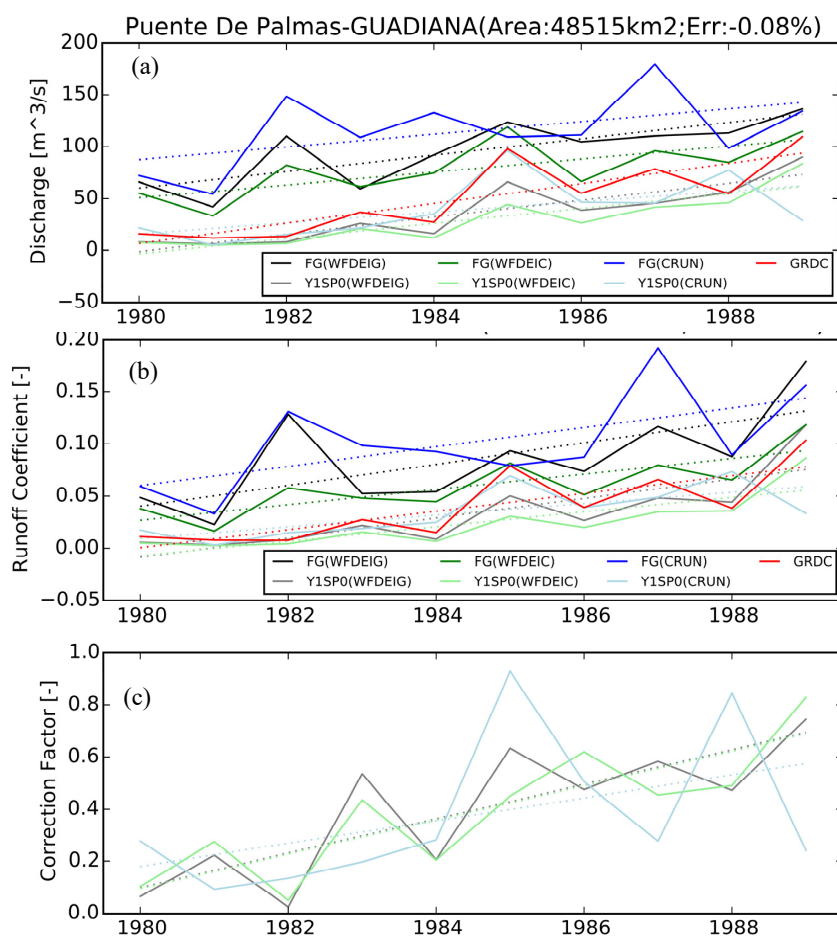 Puente De Palmas-GUADIANA(Area:48515km2;Err:-0.08%)
(a)
Discharge [m^3/s]
200
150
100
50
0
−50
FG(WFDEIG) FG(WFDEIC) FG(CRUN) GRDC
Y1SP0(WFDEIG) Y1SP0(WFDEIC) Y1SP0(CRUN)
1980 1982 1984 1986 1988
(b)
Runoff Coefficient [-]
0.20
0.15
0.10
0.05
0.00
−0.05
FG(WFDEIG) FG(WFDEIC) FG(CRUN) GRDC
Y1SP0(WFDEIG) Y1SP0(WFDEIC) Y1SP0(CRUN)
1980 1982 1984 1986 1988
(c)
Correction Factor [-]
1.0
0.8
0.6
0.4
0.2
0.0
1980 1982 1984 1986 1988